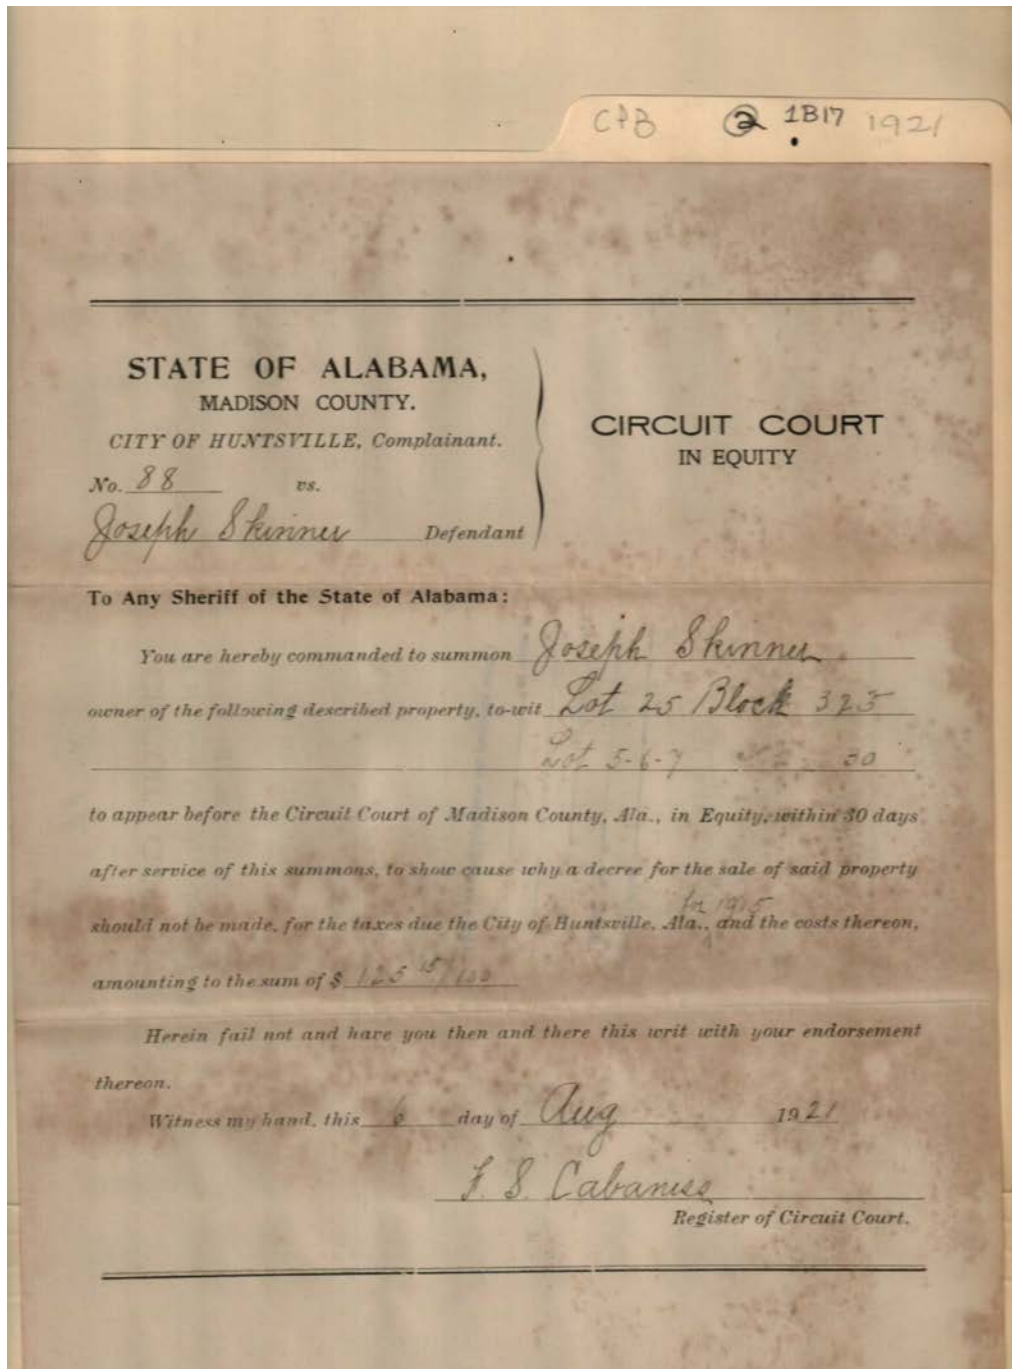 CPB 2 1B17 1921
STATE OF ALABAMA,
MADISON COUNTY.
CITY OF HUNTSVILLE, Complainant.
No. 88 vs.
Joseph Skinner Defendant
CIRCUIT COURT
IN EQUITY
To Any Sheriff of the State of Alabama:
You are hereby commanded to summon Joseph Skinner
owner of the following described property, to-wit Lot 25 Block 325
Lot 5-6-7 30
to appear before the Circuit Court of Madison County, Ala., in Equity, within 30 days
after service of this summons, to show cause why a decree for the sale of said property
for 1915
should not be made, for the taxes due the City of Huntsville, Ala., and the costs thereon,
amounting to the sum of $ 125 15/100
Herein fail not and have you then and there this writ with your endorsement
thereon.
Witness my hand, this 6 day of Aug 1921
F. S. Cabaniss
Register of Circuit Court.